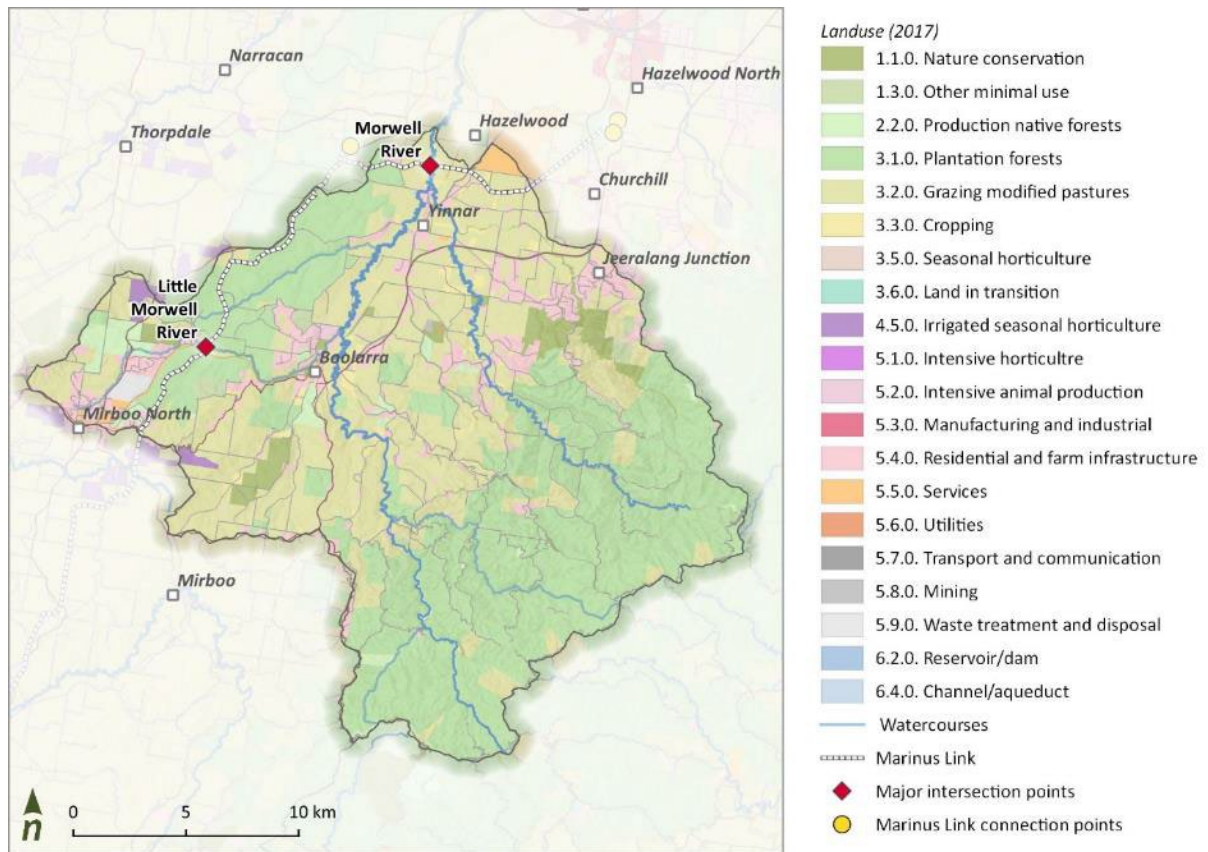 Narracan
Hazelwood North
Thorpdale
Morwell
River
Hazelwood
Churchill
Yinnar
Jeeralang Junction
Little
Morwell
River
Boolarra
Mirboo North
Mirboo
n
0 5 10 km
Landuse (2017)
1.1.0. Nature conservation
1.3.0. Other minimal use
2.2.0. Production native forests
3.1.0. Plantation forests
3.2.0. Grazing modified pastures
3.3.0. Cropping
3.5.0. Seasonal horticulture
3.6.0. Land in transition
4.5.0. Irrigated seasonal horticulture
5.1.0. Intensive horticultre
5.2.0. Intensive animal production
5.3.0. Manufacturing and industrial
5.4.0. Residential and farm infrastructure
5.5.0. Services
5.6.0. Utilities
5.7.0. Transport and communication
5.8.0. Mining
5.9.0. Waste treatment and disposal
6.2.0. Reservoir/dam
6.4.0. Channel/aqueduct
Watercourses
Marinus Link
Major intersection points
Marinus Link connection points